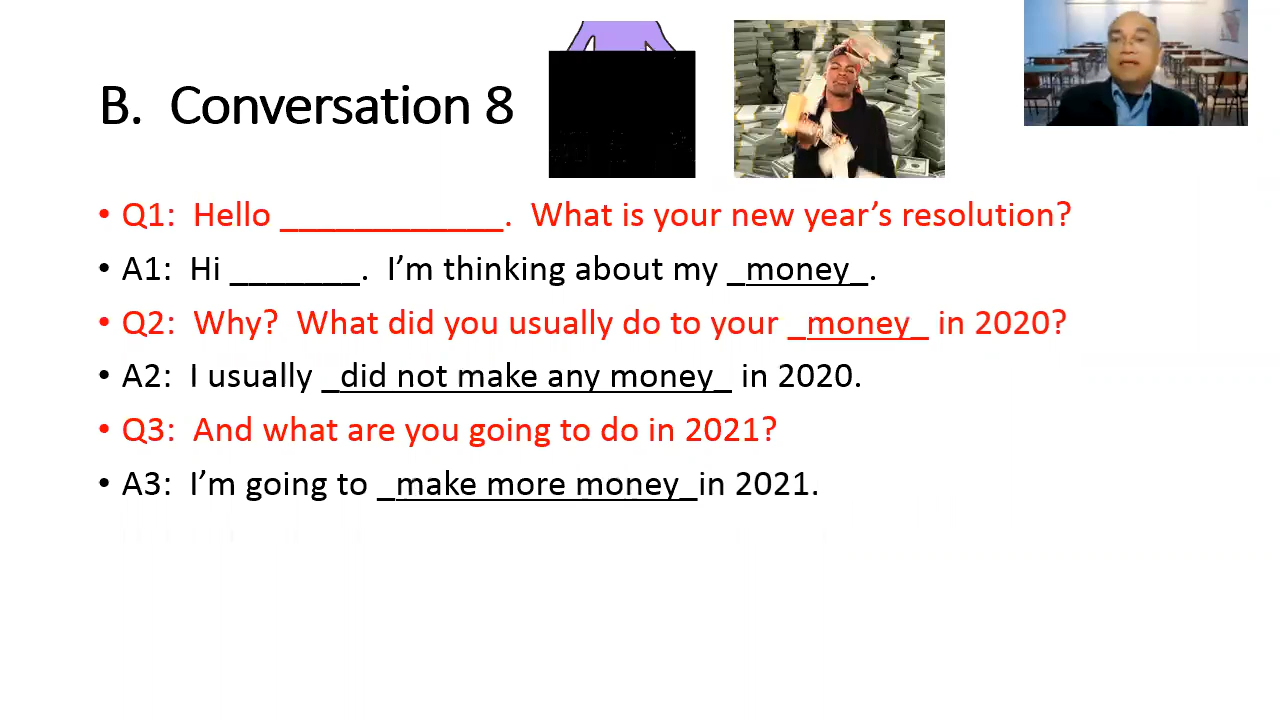 B. Conversation 8
• Q1: Hello ____________. What is your new year’s resolution?
• A1: Hi _______. I’m thinking about my _money_.
• Q2: Why? What did you usually do to your _money_ in 2020?
• A2: I usually _did not make any money_ in 2020.
• Q3: And what are you going to do in 2021?
• A3: I’m going to _make more money_in 2021.